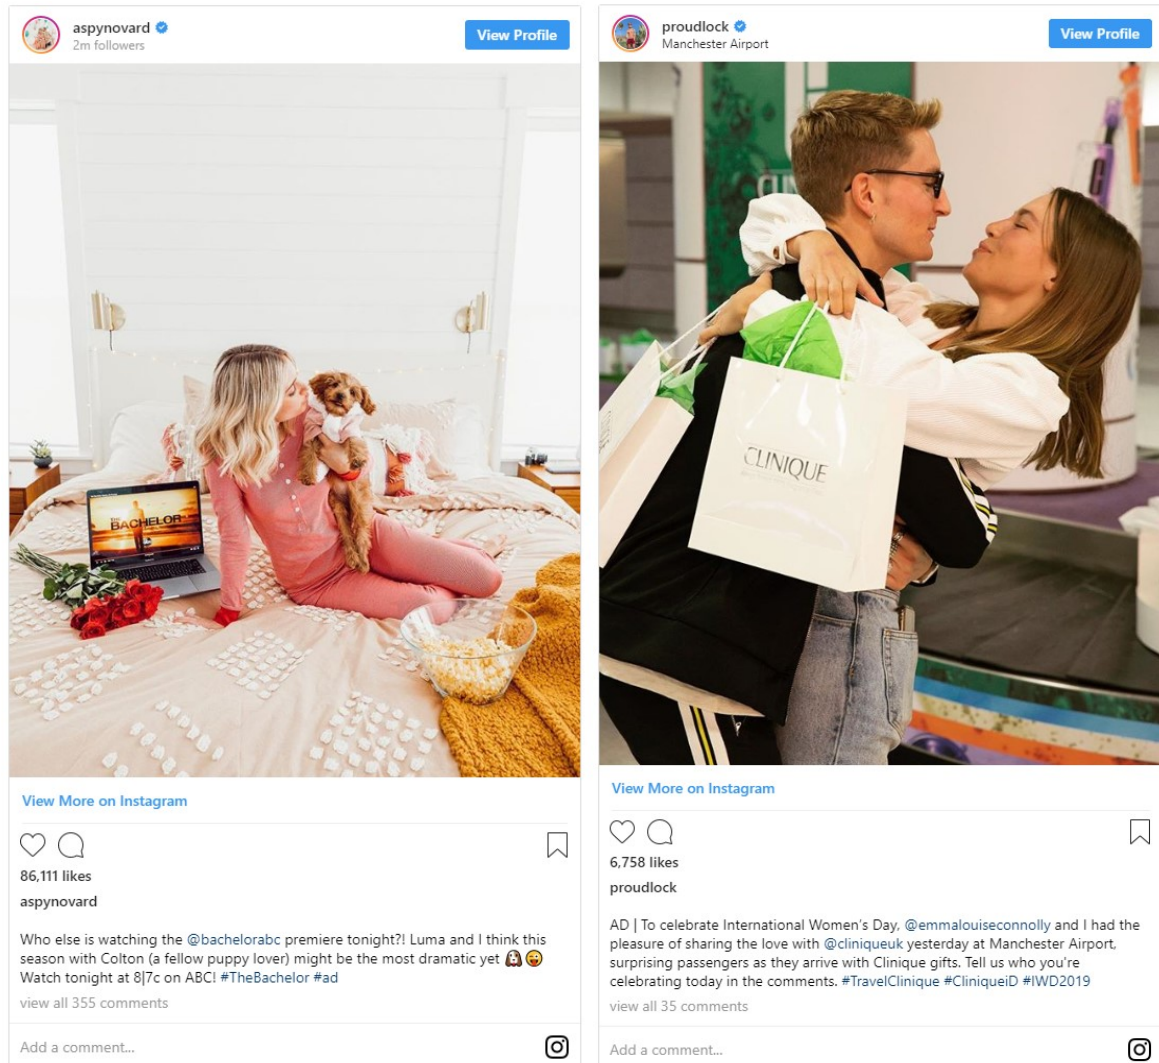 aspynovard
2m followers
View Profile
THE
BACHELOR
View More on Instagram
86,111 likes
aspynovard
Who else is watching the @bachelorabc premiere tonight?! Luma and I think this
season with Colton (a fellow puppy lover) might be the most dramatic yet 🐶😜
Watch tonight at 8|7c on ABC! #TheBachelor #ad
view all 355 comments
Add a comment...
proudlock
Manchester Airport
View Profile
CLINIQUE
View More on Instagram
6,758 likes
proudlock
AD | To celebrate International Women's Day, @emmalouiseconnolly and I had the
pleasure of sharing the love with @cliniqueuk yesterday at Manchester Airport,
surprising passengers as they arrive with Clinique gifts. Tell us who you're
celebrating today in the comments. #TravelClinique #CliniqueiD #IWD2019
view all 35 comments
Add a comment...